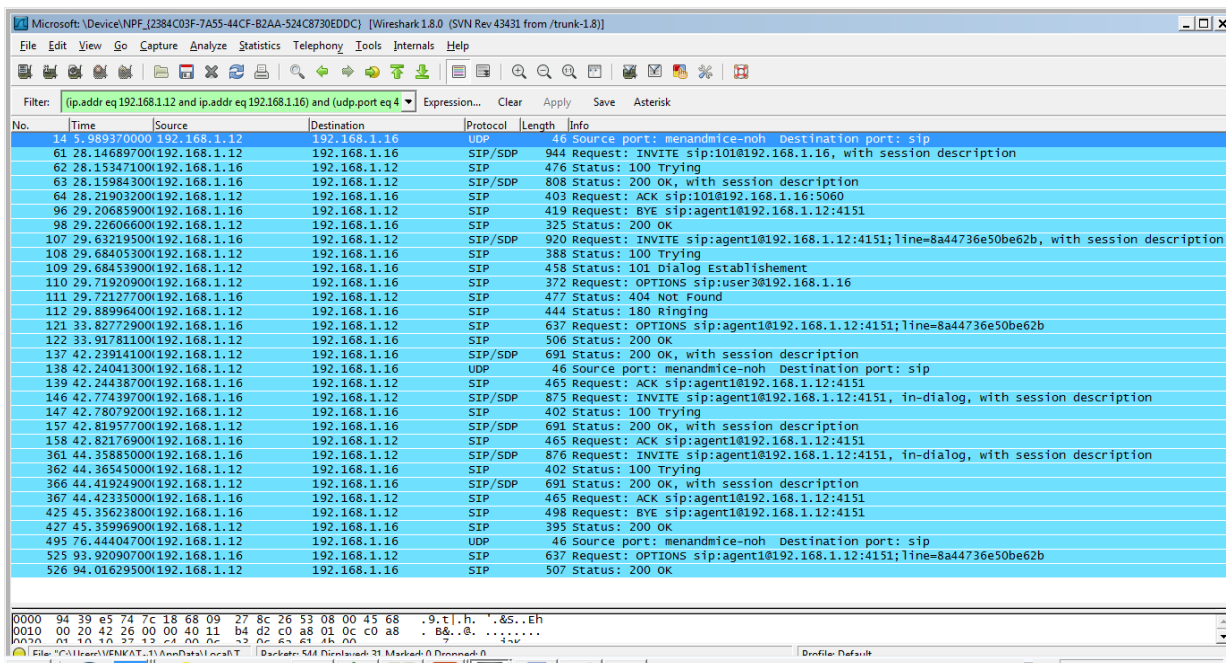 Microsoft: \Device\NPF_{2384C03F-7A55-44CF-B2AA-524C8730EDDC} [Wireshark 1.8.0 (SVN Rev 43431 from /trunk-1.8)]
File Edit View Go Capture Analyze Statistics Telephony Tools Internals Help
Filter: (ip.addr eq 192.168.1.12 and ip.addr eq 192.168.1.16) and (udp.port eq 4 Expression... Clear Apply Save Asterisk
No. Time Source Destination Protocol Length Info
14 5.989370000 192.168.1.12 192.168.1.16 UDP 46 Source port: menandmice-noh Destination port: sip
61 28.14689700(192.168.1.12 192.168.1.16 SIP/SDP 944 Request: INVITE sip:101@192.168.1.16, with session description
62 28.15347100(192.168.1.16 192.168.1.12 SIP 476 Status: 100 Trying
63 28.15984300(192.168.1.16 192.168.1.12 SIP/SDP 808 Status: 200 OK, with session description
64 28.21903200(192.168.1.12 192.168.1.16 SIP 403 Request: ACK sip:101@192.168.1.16:5060
96 29.20685900(192.168.1.16 192.168.1.12 SIP 419 Request: BYE sip:agent1@192.168.1.12:4151
98 29.22606600(192.168.1.12 192.168.1.16 SIP 325 Status: 200 OK
107 29.63219500(192.168.1.16 192.168.1.12 SIP/SDP 920 Request: INVITE sip:agent1@192.168.1.12:4151;line=8a44736e50be62b, with session description
108 29.68405300(192.168.1.12 192.168.1.16 SIP 388 Status: 100 Trying
109 29.68453900(192.168.1.12 192.168.1.16 SIP 458 Status: 101 Dialog Establishement
110 29.71920900(192.168.1.12 192.168.1.16 SIP 372 Request: OPTIONS sip:user3@192.168.1.16
111 29.72127700(192.168.1.16 192.168.1.12 SIP 477 Status: 404 Not Found
112 29.88996400(192.168.1.12 192.168.1.16 SIP 444 Status: 180 Ringing
121 33.82772900(192.168.1.16 192.168.1.12 SIP 637 Request: OPTIONS sip:agent1@192.168.1.12:4151;line=8a44736e50be62b
122 33.91781100(192.168.1.12 192.168.1.16 SIP 506 Status: 200 OK
137 42.23914100(192.168.1.12 192.168.1.16 SIP/SDP 691 Status: 200 OK, with session description
138 42.24041300(192.168.1.12 192.168.1.16 UDP 46 Source port: menandmice-noh Destination port: sip
139 42.24438700(192.168.1.16 192.168.1.12 SIP 465 Request: ACK sip:agent1@192.168.1.12:4151
146 42.77439700(192.168.1.16 192.168.1.12 SIP/SDP 875 Request: INVITE sip:agent1@192.168.1.12:4151, in-dialog, with session description
147 42.78079200(192.168.1.12 192.168.1.16 SIP 402 Status: 100 Trying
157 42.81957700(192.168.1.12 192.168.1.16 SIP/SDP 691 Status: 200 OK, with session description
158 42.82176900(192.168.1.16 192.168.1.12 SIP 465 Request: ACK sip:agent1@192.168.1.12:4151
361 44.35885000(192.168.1.16 192.168.1.12 SIP/SDP 876 Request: INVITE sip:agent1@192.168.1.12:4151, in-dialog, with session description
362 44.36545000(192.168.1.12 192.168.1.16 SIP 402 Status: 100 Trying
366 44.41924900(192.168.1.12 192.168.1.16 SIP/SDP 691 Status: 200 OK, with session description
367 44.42335000(192.168.1.16 192.168.1.12 SIP 465 Request: ACK sip:agent1@192.168.1.12:4151
425 45.35623800(192.168.1.16 192.168.1.12 SIP 498 Request: BYE sip:agent1@192.168.1.12:4151
427 45.35996900(192.168.1.12 192.168.1.16 SIP 395 Status: 200 OK
495 76.44404700(192.168.1.12 192.168.1.16 UDP 46 Source port: menandmice-noh Destination port: sip
525 93.92090700(192.168.1.16 192.168.1.12 SIP 637 Request: OPTIONS sip:agent1@192.168.1.12:4151;line=8a44736e50be62b
526 94.01629500(192.168.1.12 192.168.1.16 SIP 507 Status: 200 OK
0000 94 39 e5 74 7c 18 68 09 27 8c 26 53 08 00 45 68 .9.t|.h. '.&S..Eh
0010 00 20 42 26 00 00 40 11 b4 d2 c0 a8 01 0c c0 a8 . B&..@. ........
File: "C:\Users\VENKAT~1\AppData\Local\T Packets: 544 Displayed: 31 Marked: 0 Dropped: 0 Profile: Default